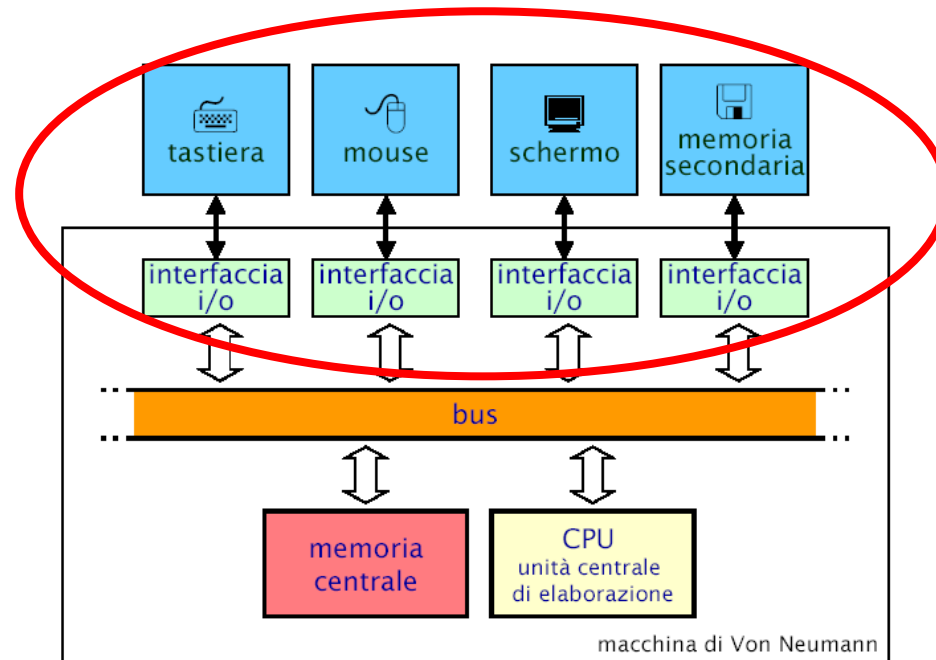 tastiera
mouse
schermo
memoria
secondaria
interfaccia
i/o
interfaccia
i/o
interfaccia
i/o
interfaccia
i/o
bus
memoria
centrale
CPU
unità centrale
di elaborazione
macchina di Von Neumann